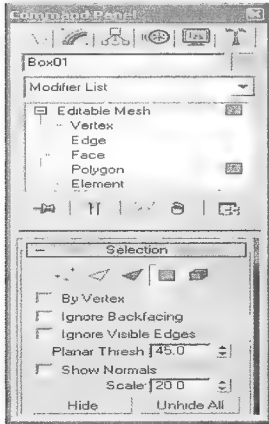 Command Panel
Box01
Modifier List
Editable Mesh
Vertex
Edge
Face
Polygon
Element
Selection
By Vertex
Ignore Backfacing
Ignore Visible Edges
Planar Thresh 45.0
Show Normals
Scale 20.0
Hide Unhide All